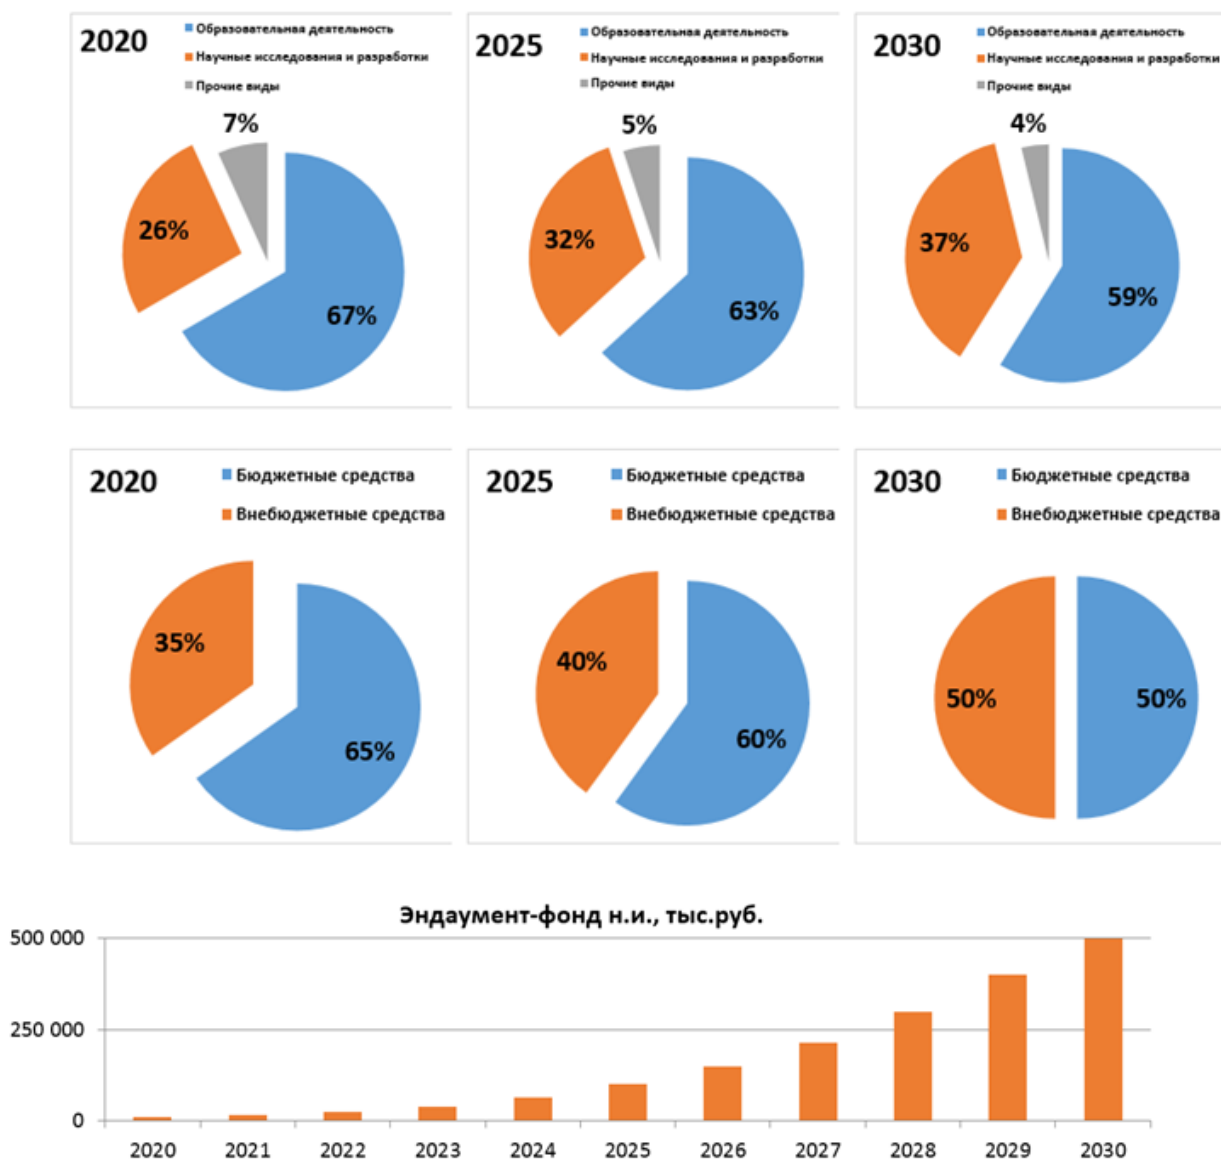 2020
Образовательная деятельность
Научные исследования и разработки
Прочие виды
7%
26%
67%
2025
Образовательная деятельность
Научные исследования и разработки
Прочие виды
5%
32%
63%
2030
Образовательная деятельность
Научные исследования и разработки
Прочие виды
4%
37%
59%
2020
Бюджетные средства
Внебюджетные средства
35%
65%
2025
Бюджетные средства
Внебюджетные средства
40%
60%
2030
Бюджетные средства
Внебюджетные средства
50%
50%
Эндаумент-фонд н.и., тыс.руб.
500 000
250 000
0
2020 2021 2022 2023 2024 2025 2026 2027 2028 2029 2030